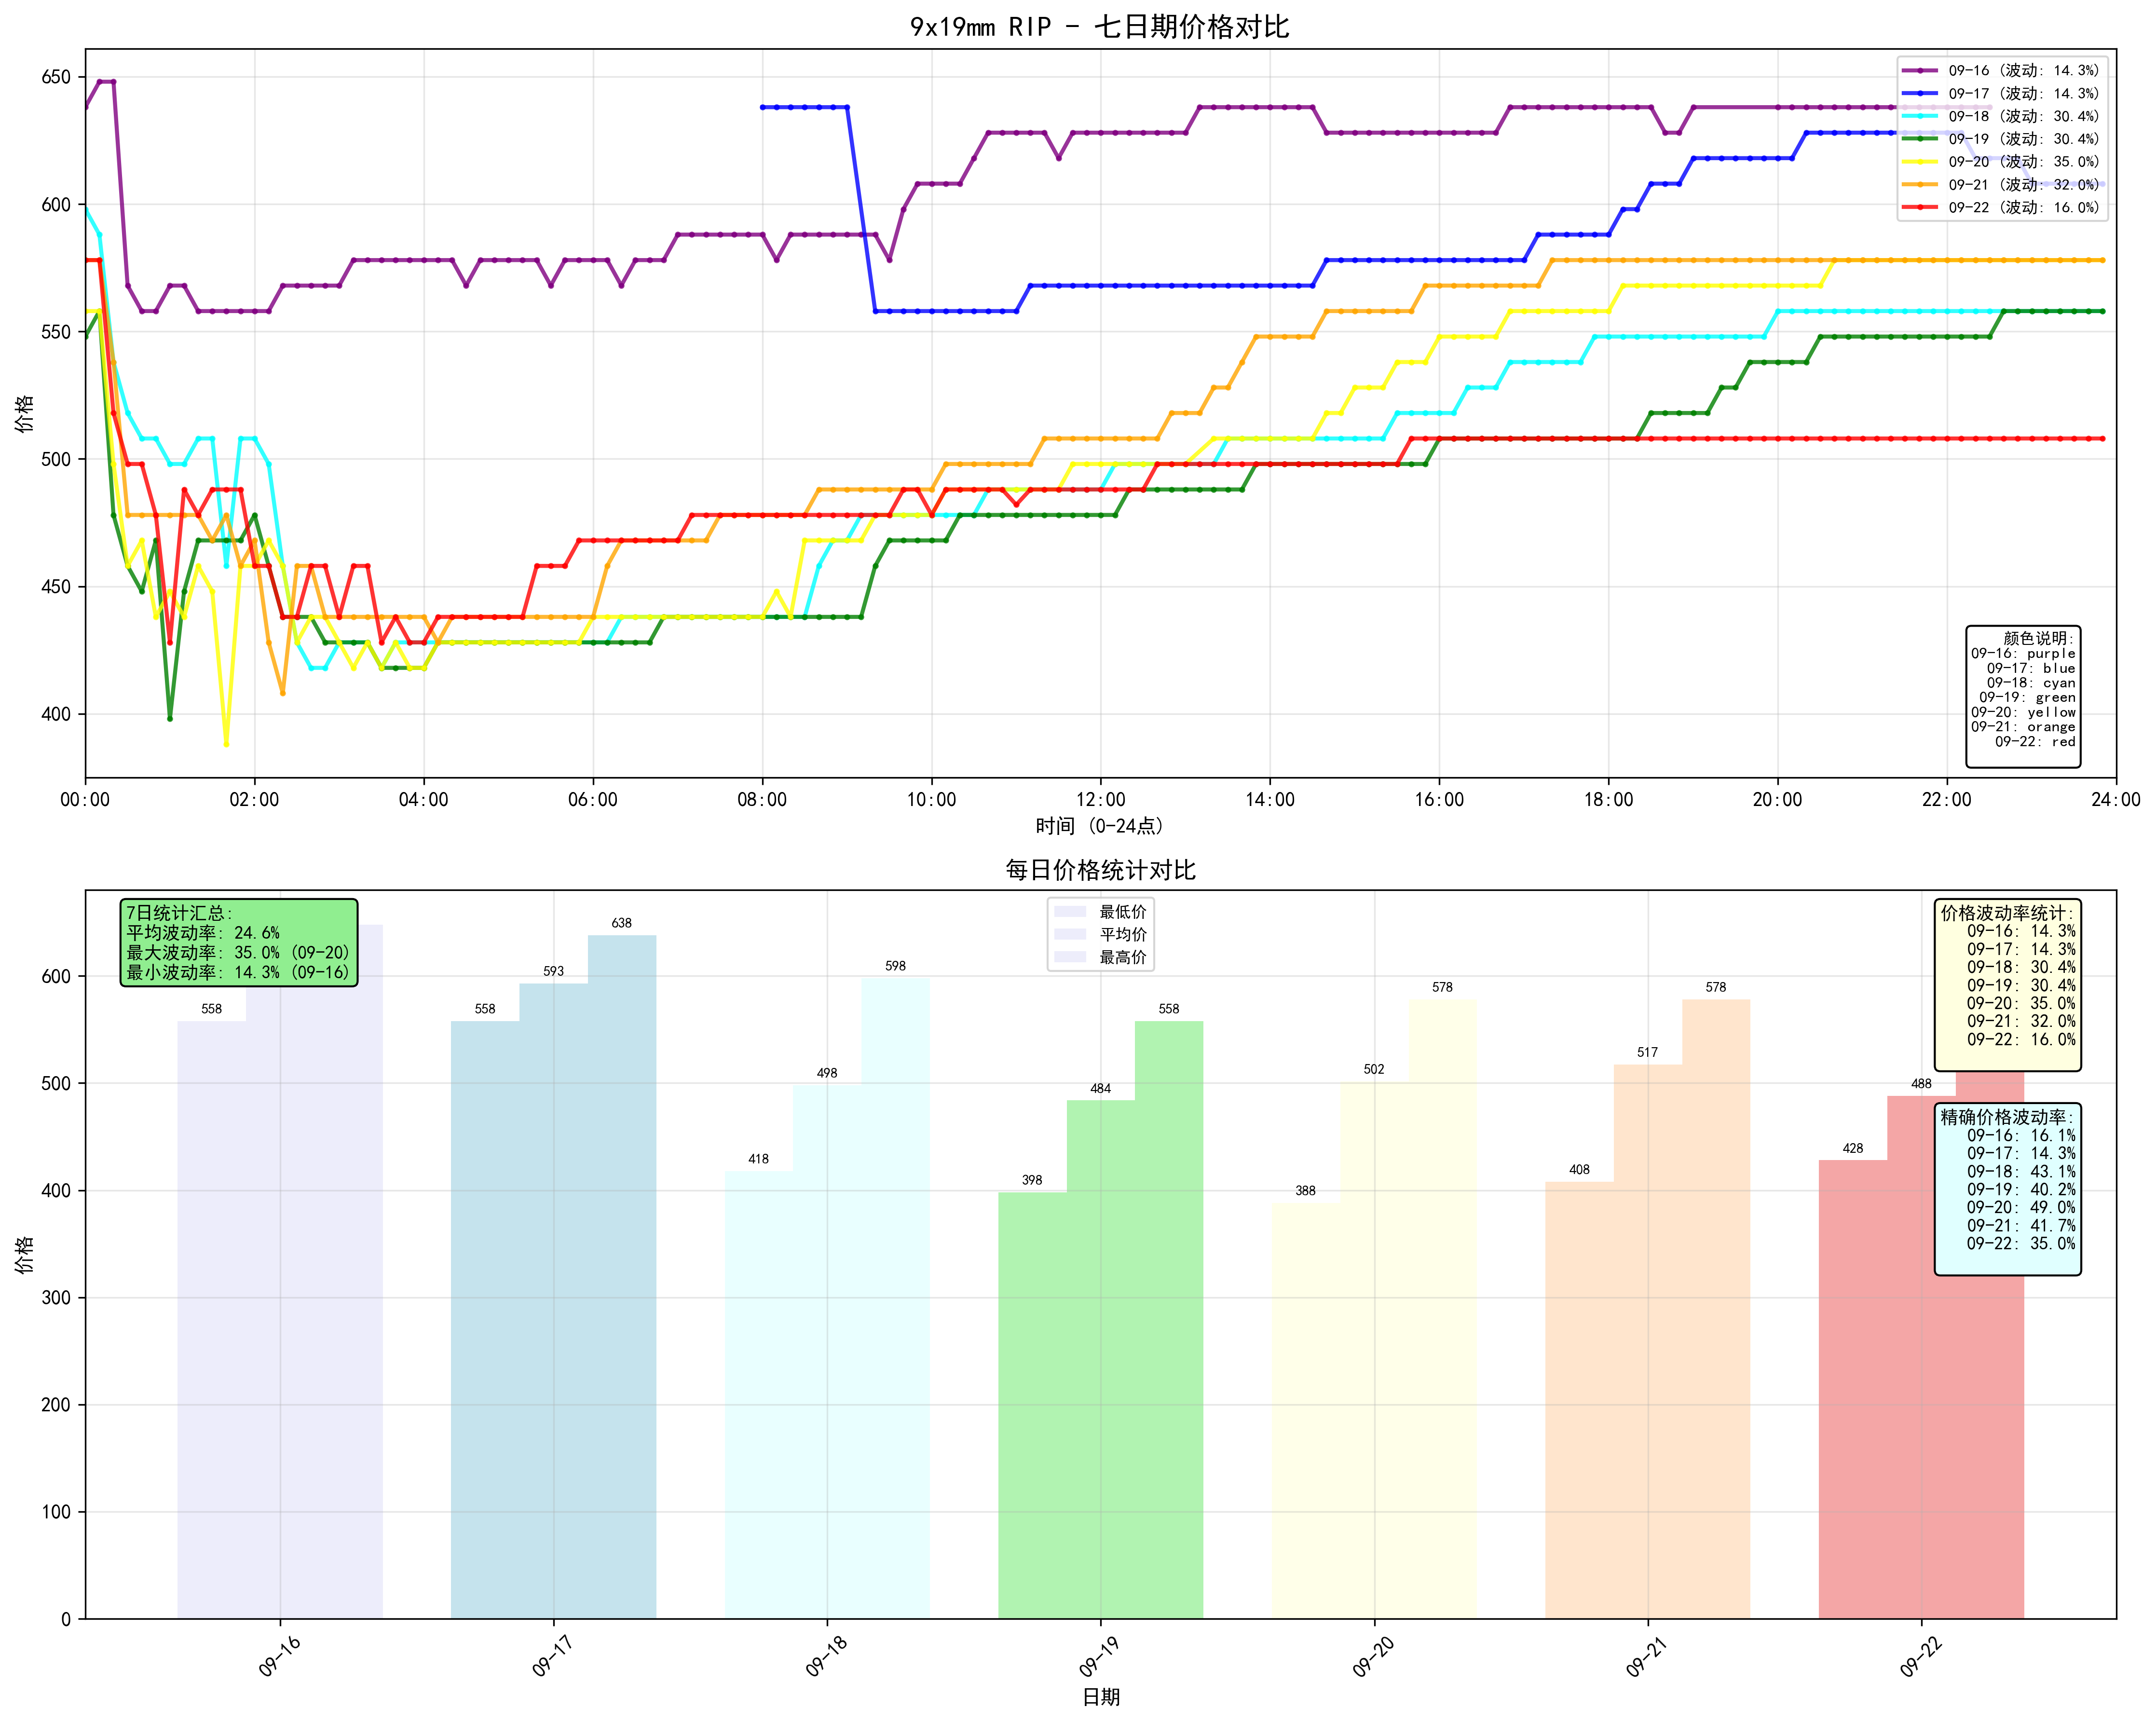 9x19mm RIP - 七日期价格对比
650
600
550
500
450
400
价格
09-16 (波动: 14.3%)
09-17 (波动: 14.3%)
09-18 (波动: 30.4%)
09-19 (波动: 30.4%)
09-20 (波动: 35.0%)
09-21 (波动: 32.0%)
09-22 (波动: 16.0%)
颜色说明:
09-16: purple
09-17: blue
09-18: cyan
09-19: green
09-20: yellow
09-21: orange
09-22: red
00:00 02:00 04:00 06:00 08:00 10:00 12:00 14:00 16:00 18:00 20:00 22:00 24:00
时间 (0-24点)
每日价格统计对比
600
500
400
300
200
100
0
价格
7日统计汇总:
平均波动率: 24.6%
最大波动率: 35.0% (09-20)
最小波动率: 14.3% (09-16)
最低价
平均价
最高价
价格波动率统计:
09-16: 14.3%
09-17: 14.3%
09-18: 30.4%
09-19: 30.4%
09-20: 35.0%
09-21: 32.0%
09-22: 16.0%
精确价格波动率:
09-16: 16.1%
09-17: 14.3%
09-18: 43.1%
09-19: 40.2%
09-20: 49.0%
09-21: 41.7%
09-22: 35.0%
558
558 593 638
418 498 598
398 484 558
388 502 578
408 517 578
428 488
09-16 09-17 09-18 09-19 09-20 09-21 09-22
日期